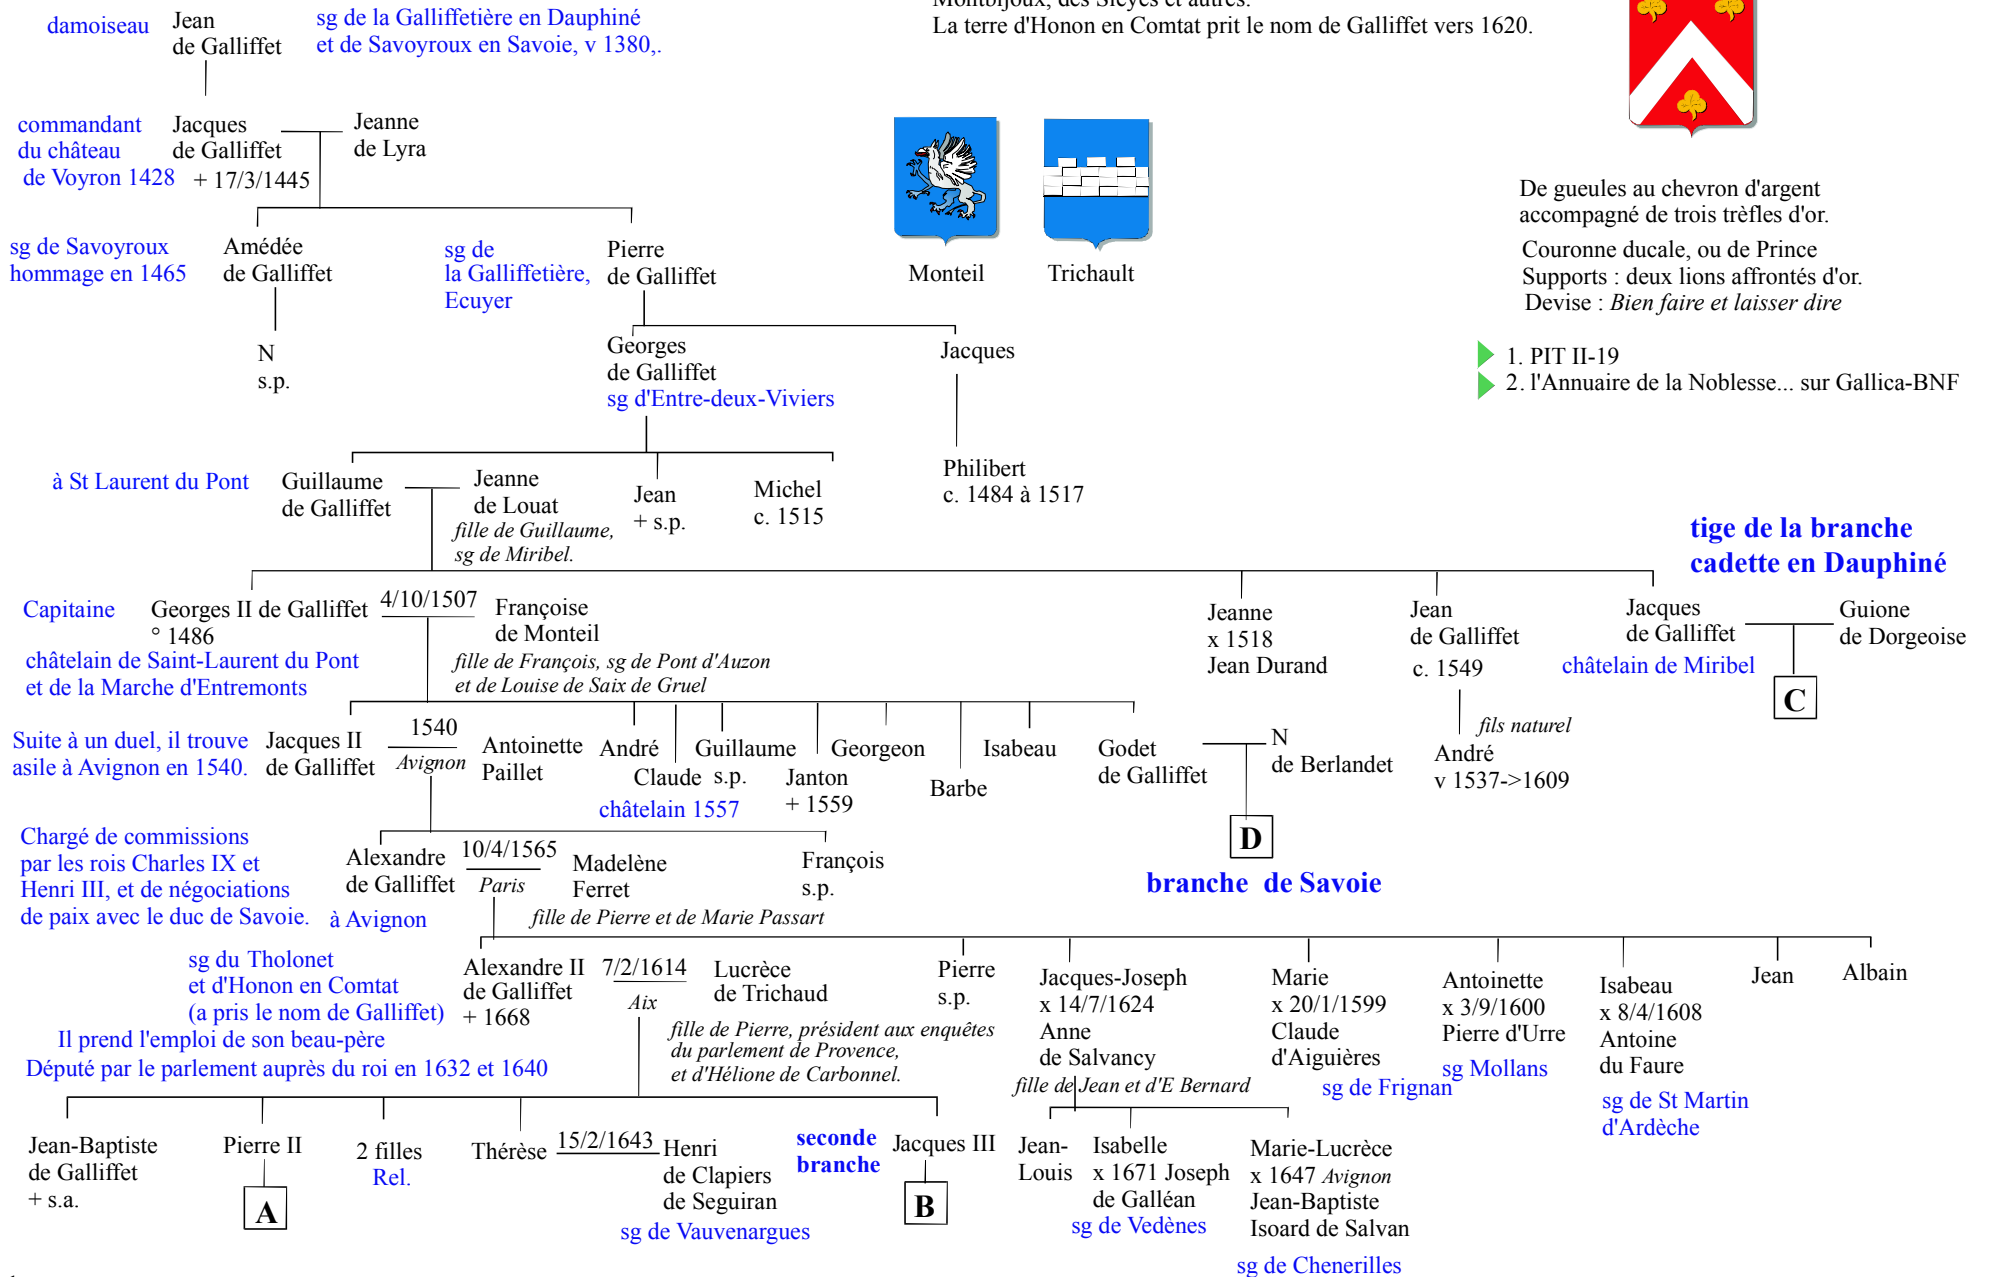 Montbijoux, des Sieyès et autres.
La terre d'Honon en Comtat prit le nom de Galliffet vers 1620.
damoiseau
Jean
de Galliffet
sg de la Galliffetière en Dauphiné
et de Savoyroux en Savoie, v 1380,.
commandant
du château
de Voyron 1428
Jacques
de Galliffet
+ 17/3/1445
Jeanne
de Lyra
Monteil
Trichault
De gueules au chevron d'argent
accompagné de trois trèfles d'or.
Couronne ducale, ou de Prince
Supports : deux lions affrontés d'or.
Devise : Bien faire et laisser dire
1. PIT II-19
2. l'Annuaire de la Noblesse... sur Gallica-BNF
sg de Savoyroux
hommage en 1465
Amédée
de Galliffet
sg de
la Galliffetière,
Ecuyer
Pierre
de Galliffet
N
s.p.
Georges
de Galliffet
sg d'Entre-deux-Viviers
Jacques
à St Laurent du Pont
Guillaume
de Galliffet
Jeanne
de Louat
fille de Guillaume,
sg de Miribel.
Jean
+ s.p.
Michel
c. 1515
Philibert
c. 1484 à 1517
tige de la branche
cadette en Dauphiné
Capitaine
Georges II de Galliffet
° 1486
châtelain de Saint-Laurent du Pont
et de la Marche d'Entremonts
4/10/1507
Françoise
de Monteil
fille de François, sg de Pont d'Auzon
et de Louise de Saix de Gruel
Jeanne
x 1518
Jean Durand
Jean
de Galliffet
c. 1549
Jacques
de Galliffet
châtelain de Miribel
Guione
de Dorgeoise
C
Suite à un duel, il trouve
asile à Avignon en 1540.
Jacques II
de Galliffet
1540
Avignon
Antoinette
Paillet
André
Claude
châtelain 1557
Guillaume
s.p.
Janton
+ 1559
Georgeon
Barbe
Isabeau
Godet
de Galliffet
N
de Berlandet
fils naturel
André
v 1537->1609
D
branche de Savoie
Chargé de commissions
par les rois Charles IX et
Henri III, et de négociations
de paix avec le duc de Savoie.
à Avignon
Alexandre
de Galliffet
10/4/1565
Paris
Madelène
Ferret
fille de Pierre et de Marie Passart
François
s.p.
sg du Tholonet
et d'Honon en Comtat
(a pris le nom de Galliffet)
Il prend l'emploi de son beau-père
Député par le parlement auprès du roi en 1632 et 1640
Alexandre II
de Galliffet
+ 1668
7/2/1614
Aix
Lucrèce
de Trichaud
fille de Pierre, président aux enquêtes
du parlement de Provence,
et d'Hélione de Carbonnel.
Pierre
s.p.
Jacques-Joseph
x 14/7/1624
Anne
de Salvancy
fille de Jean et d'E Bernard
Marie
x 20/1/1599
Claude
d'Aiguières
sg de Frignan
Antoinette
x 3/9/1600
Pierre d'Urre
sg Mollans
Isabeau
x 8/4/1608
Antoine
du Faure
sg de St Martin
d'Ardèche
Jean
Albain
Jean-Baptiste
de Galliffet
+ s.a.
Pierre II
A
2 filles
Rel.
Thérèse
15/2/1643
Henri
de Clapiers
de Seguiran
sg de Vauvenargues
seconde
branche
Jacques III
B
Jean-
Louis
Isabelle
x 1671 Joseph
de Galléan
sg de Vedènes
Marie-Lucrèce
x 1647 Avignon
Jean-Baptiste
Isoard de Salvan
sg de Chenerilles